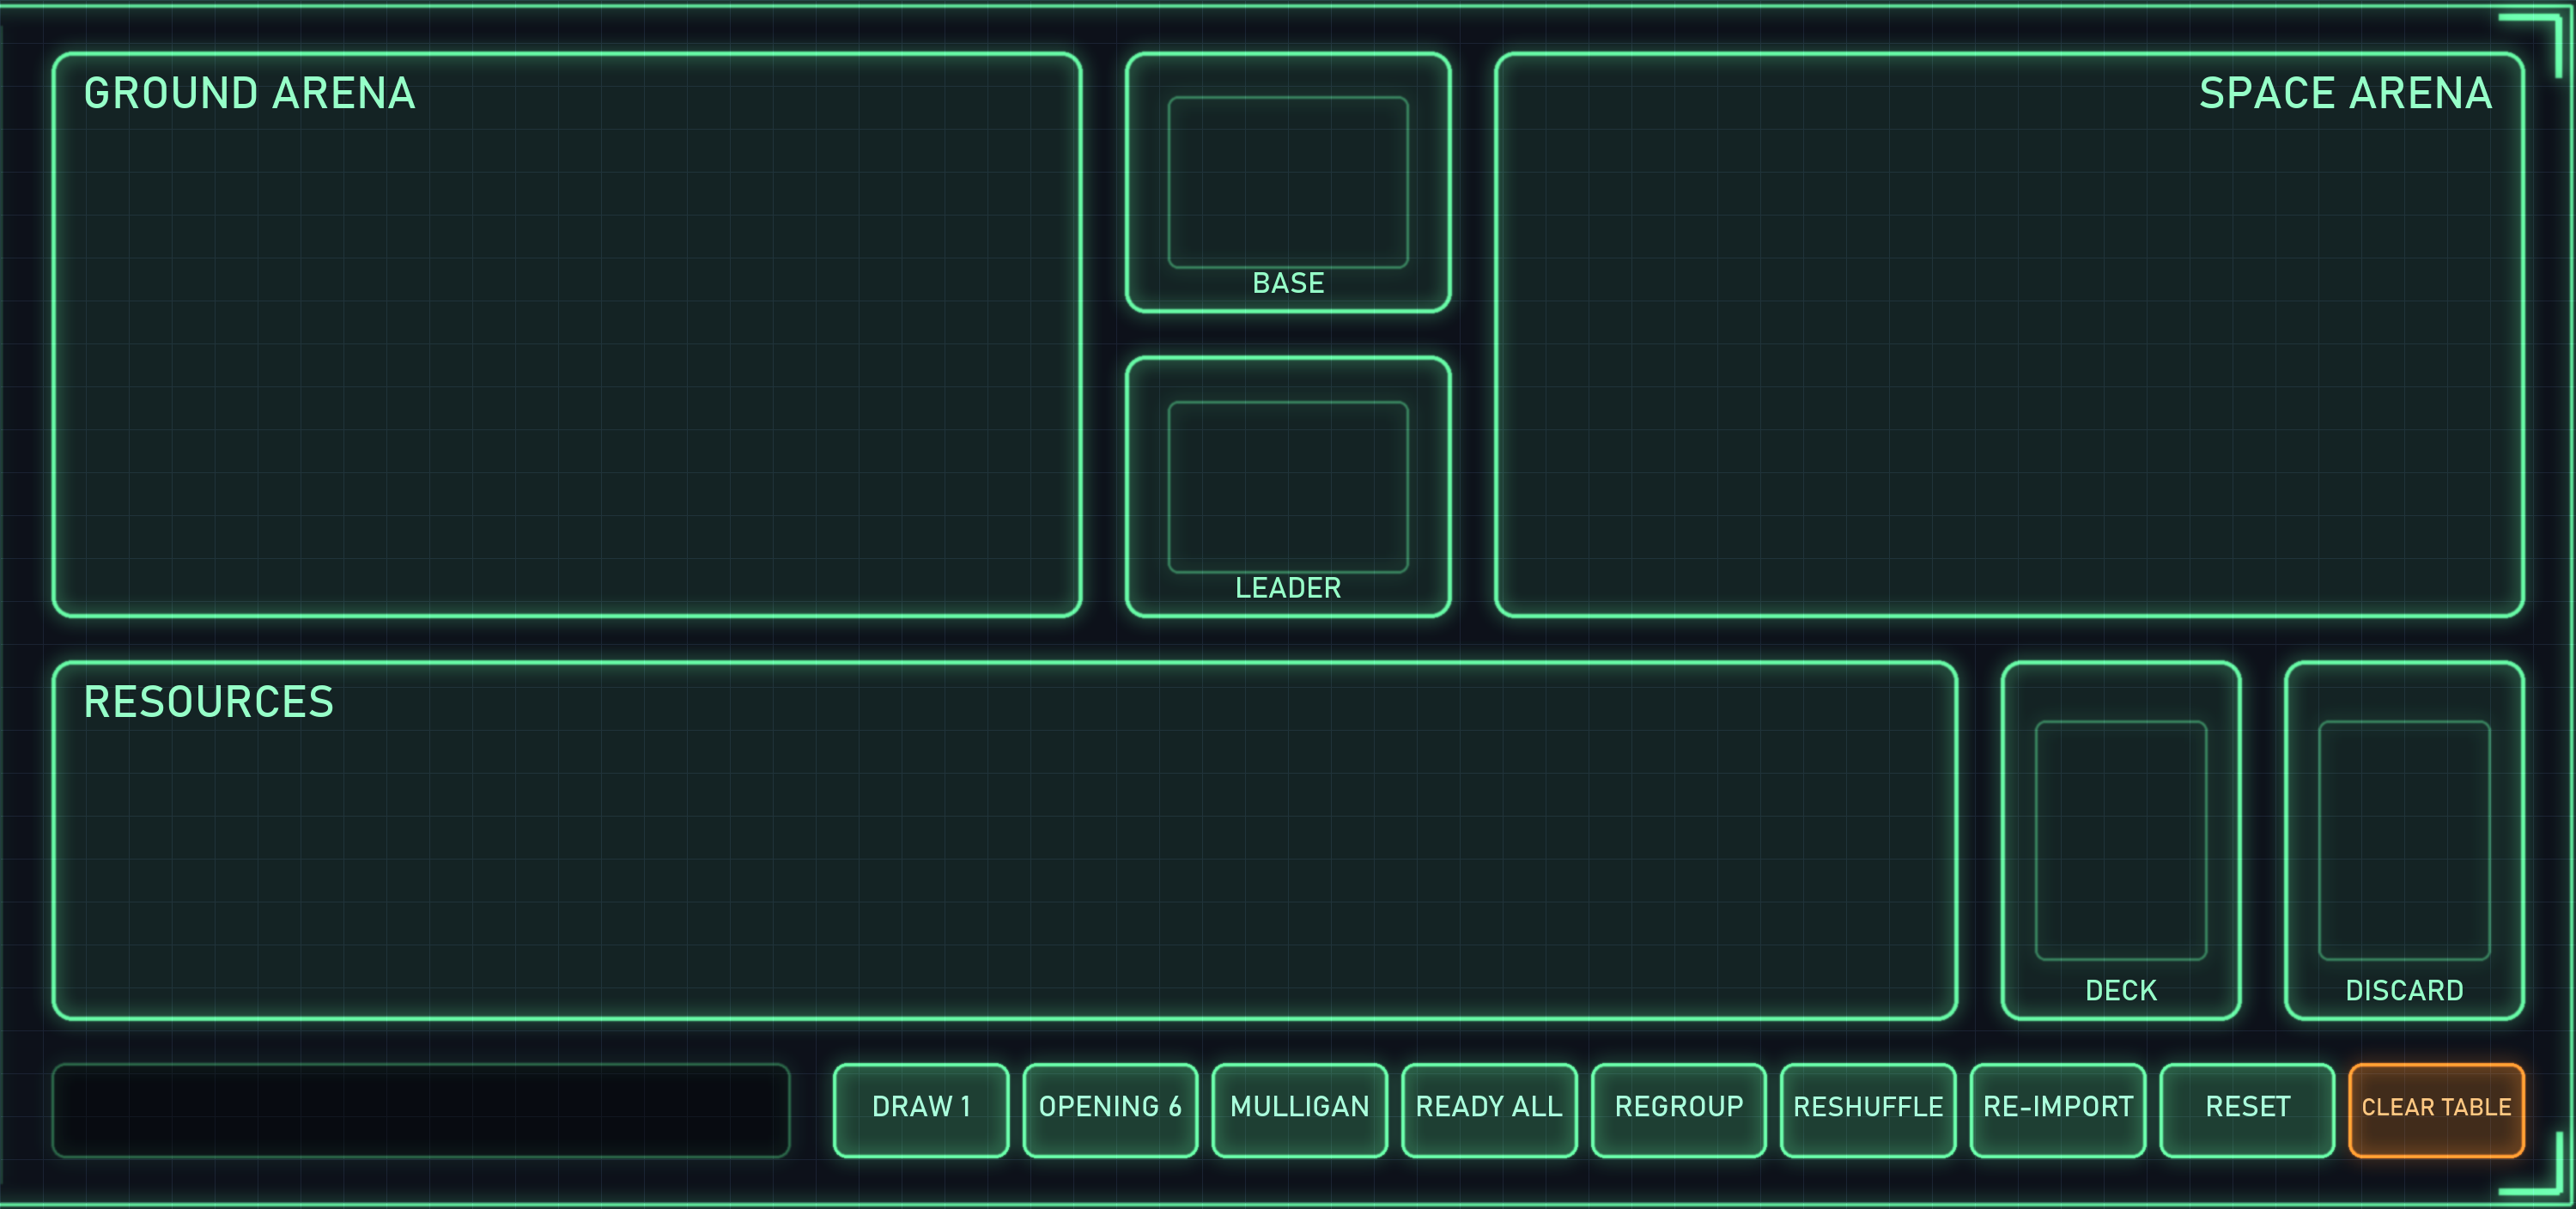 GROUND ARENA
BASE
SPACE ARENA
LEADER
RESOURCES
DECK
DISCARD
DRAW 1
OPENING 6
MULLIGAN
READY ALL
REGROUP
RESHUFFLE
RE-IMPORT
RESET
CLEAR TABLE